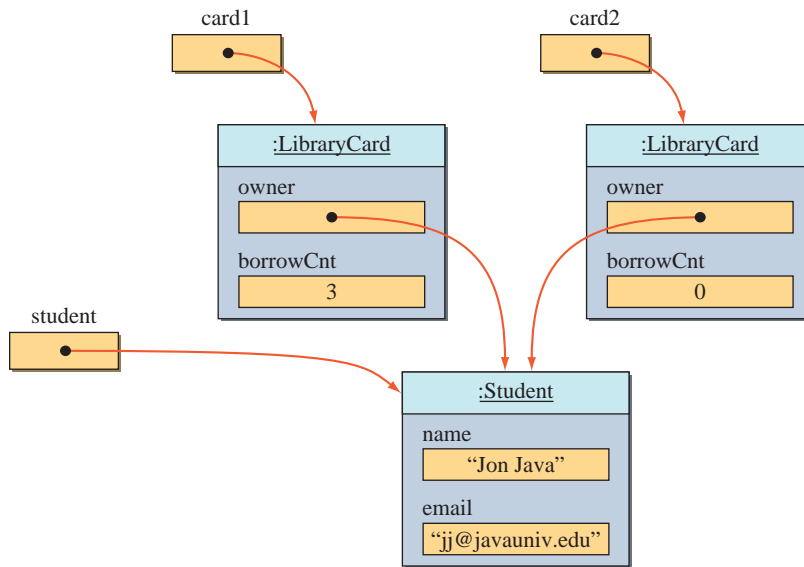 card1
card2
:LibraryCard
:LibraryCard
owner
owner
borrowCnt
borrowCnt
3
0
student
:Student
name
“Jon Java”
email
“jj@javauniv.edu”